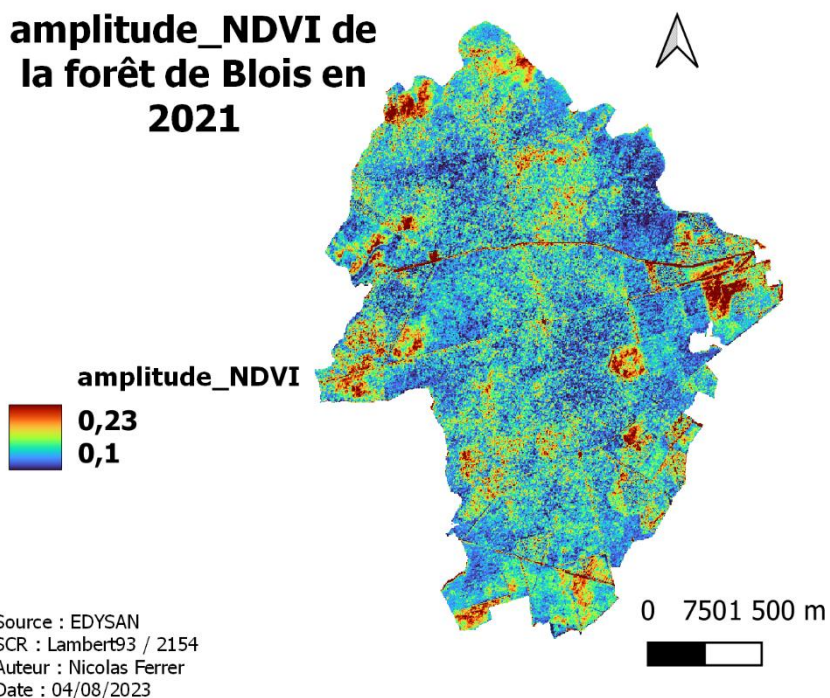 amplitude_NDVI de
la forêt de Blois en
2021
amplitude_NDVI
0,23
0,1
Source : EDYSAN
SCR : Lambert93 / 2154
Auteur : Nicolas Ferrer
Date : 04/08/2023
0 7501 500 m